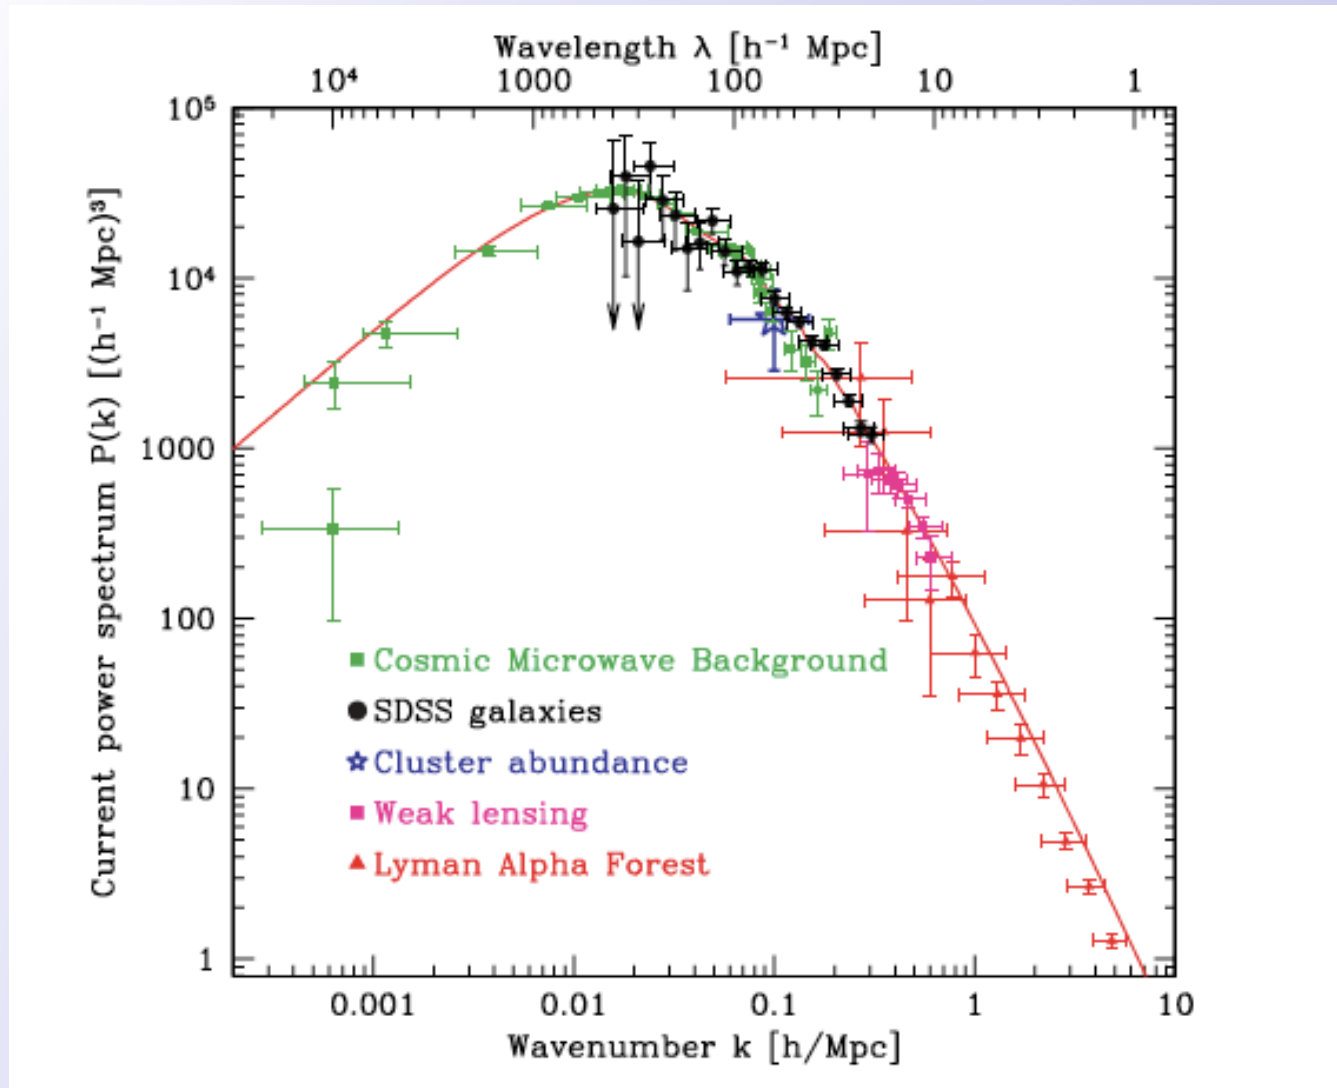 Wavelength λ [h⁻¹ Mpc]
10⁴ 1000 100 10 1
Current power spectrum P(k) [(h⁻¹ Mpc)³]
10⁵
10⁴
1000
100
10
1
Cosmic Microwave Background
SDSS galaxies
Cluster abundance
Weak lensing
Lyman Alpha Forest
0.001 0.01 0.1 1 10
Wavenumber k [h/Mpc]